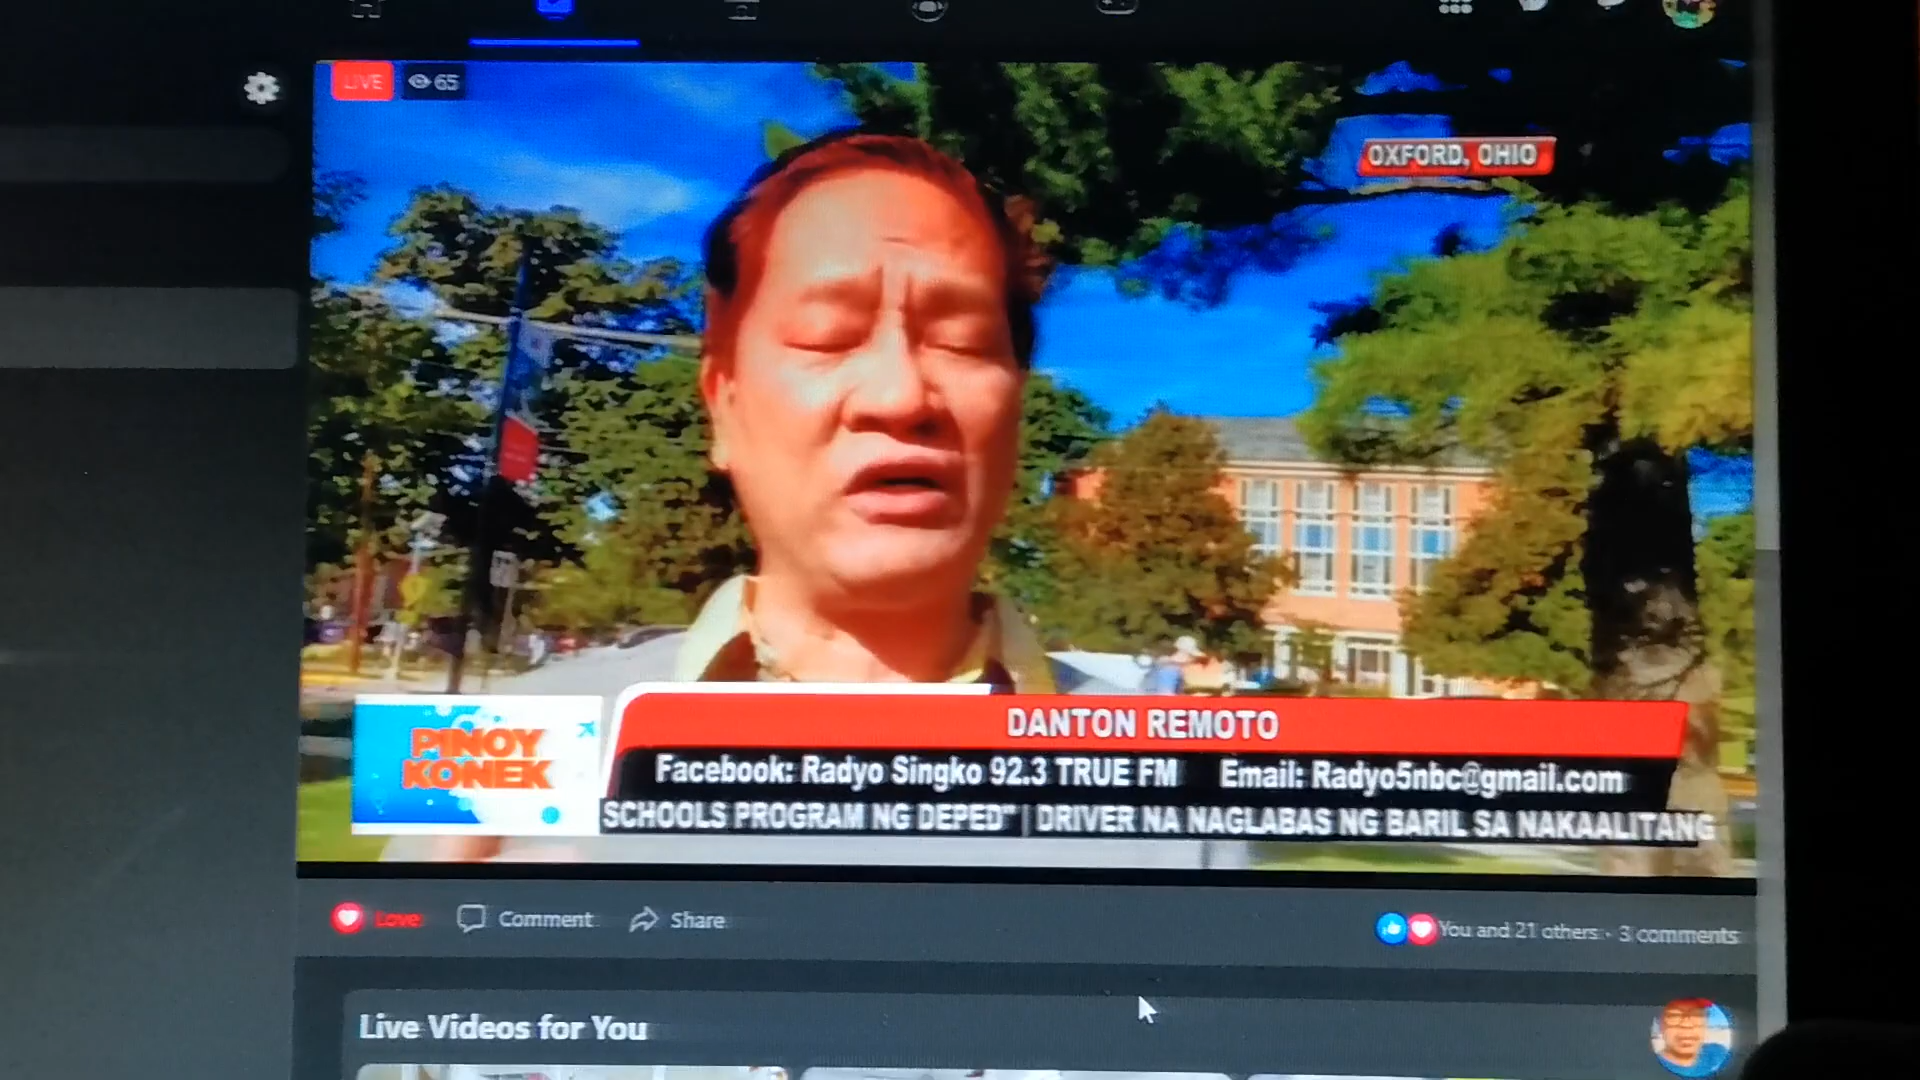 LIVE 65
OXFORD, OHIO
PINOY
KONEK
DANTON REMOTO
Facebook: Radyo Singko 92.3 TRUE FM Email: Radyo5nbc@gmail.com
SCHOOLS PROGRAM NG DEPED" | DRIVER NA NAGLABAS NG BARIL SA NAKAALITANG
Love Comment Share You and 21 others · 3 comments
Live Videos for You